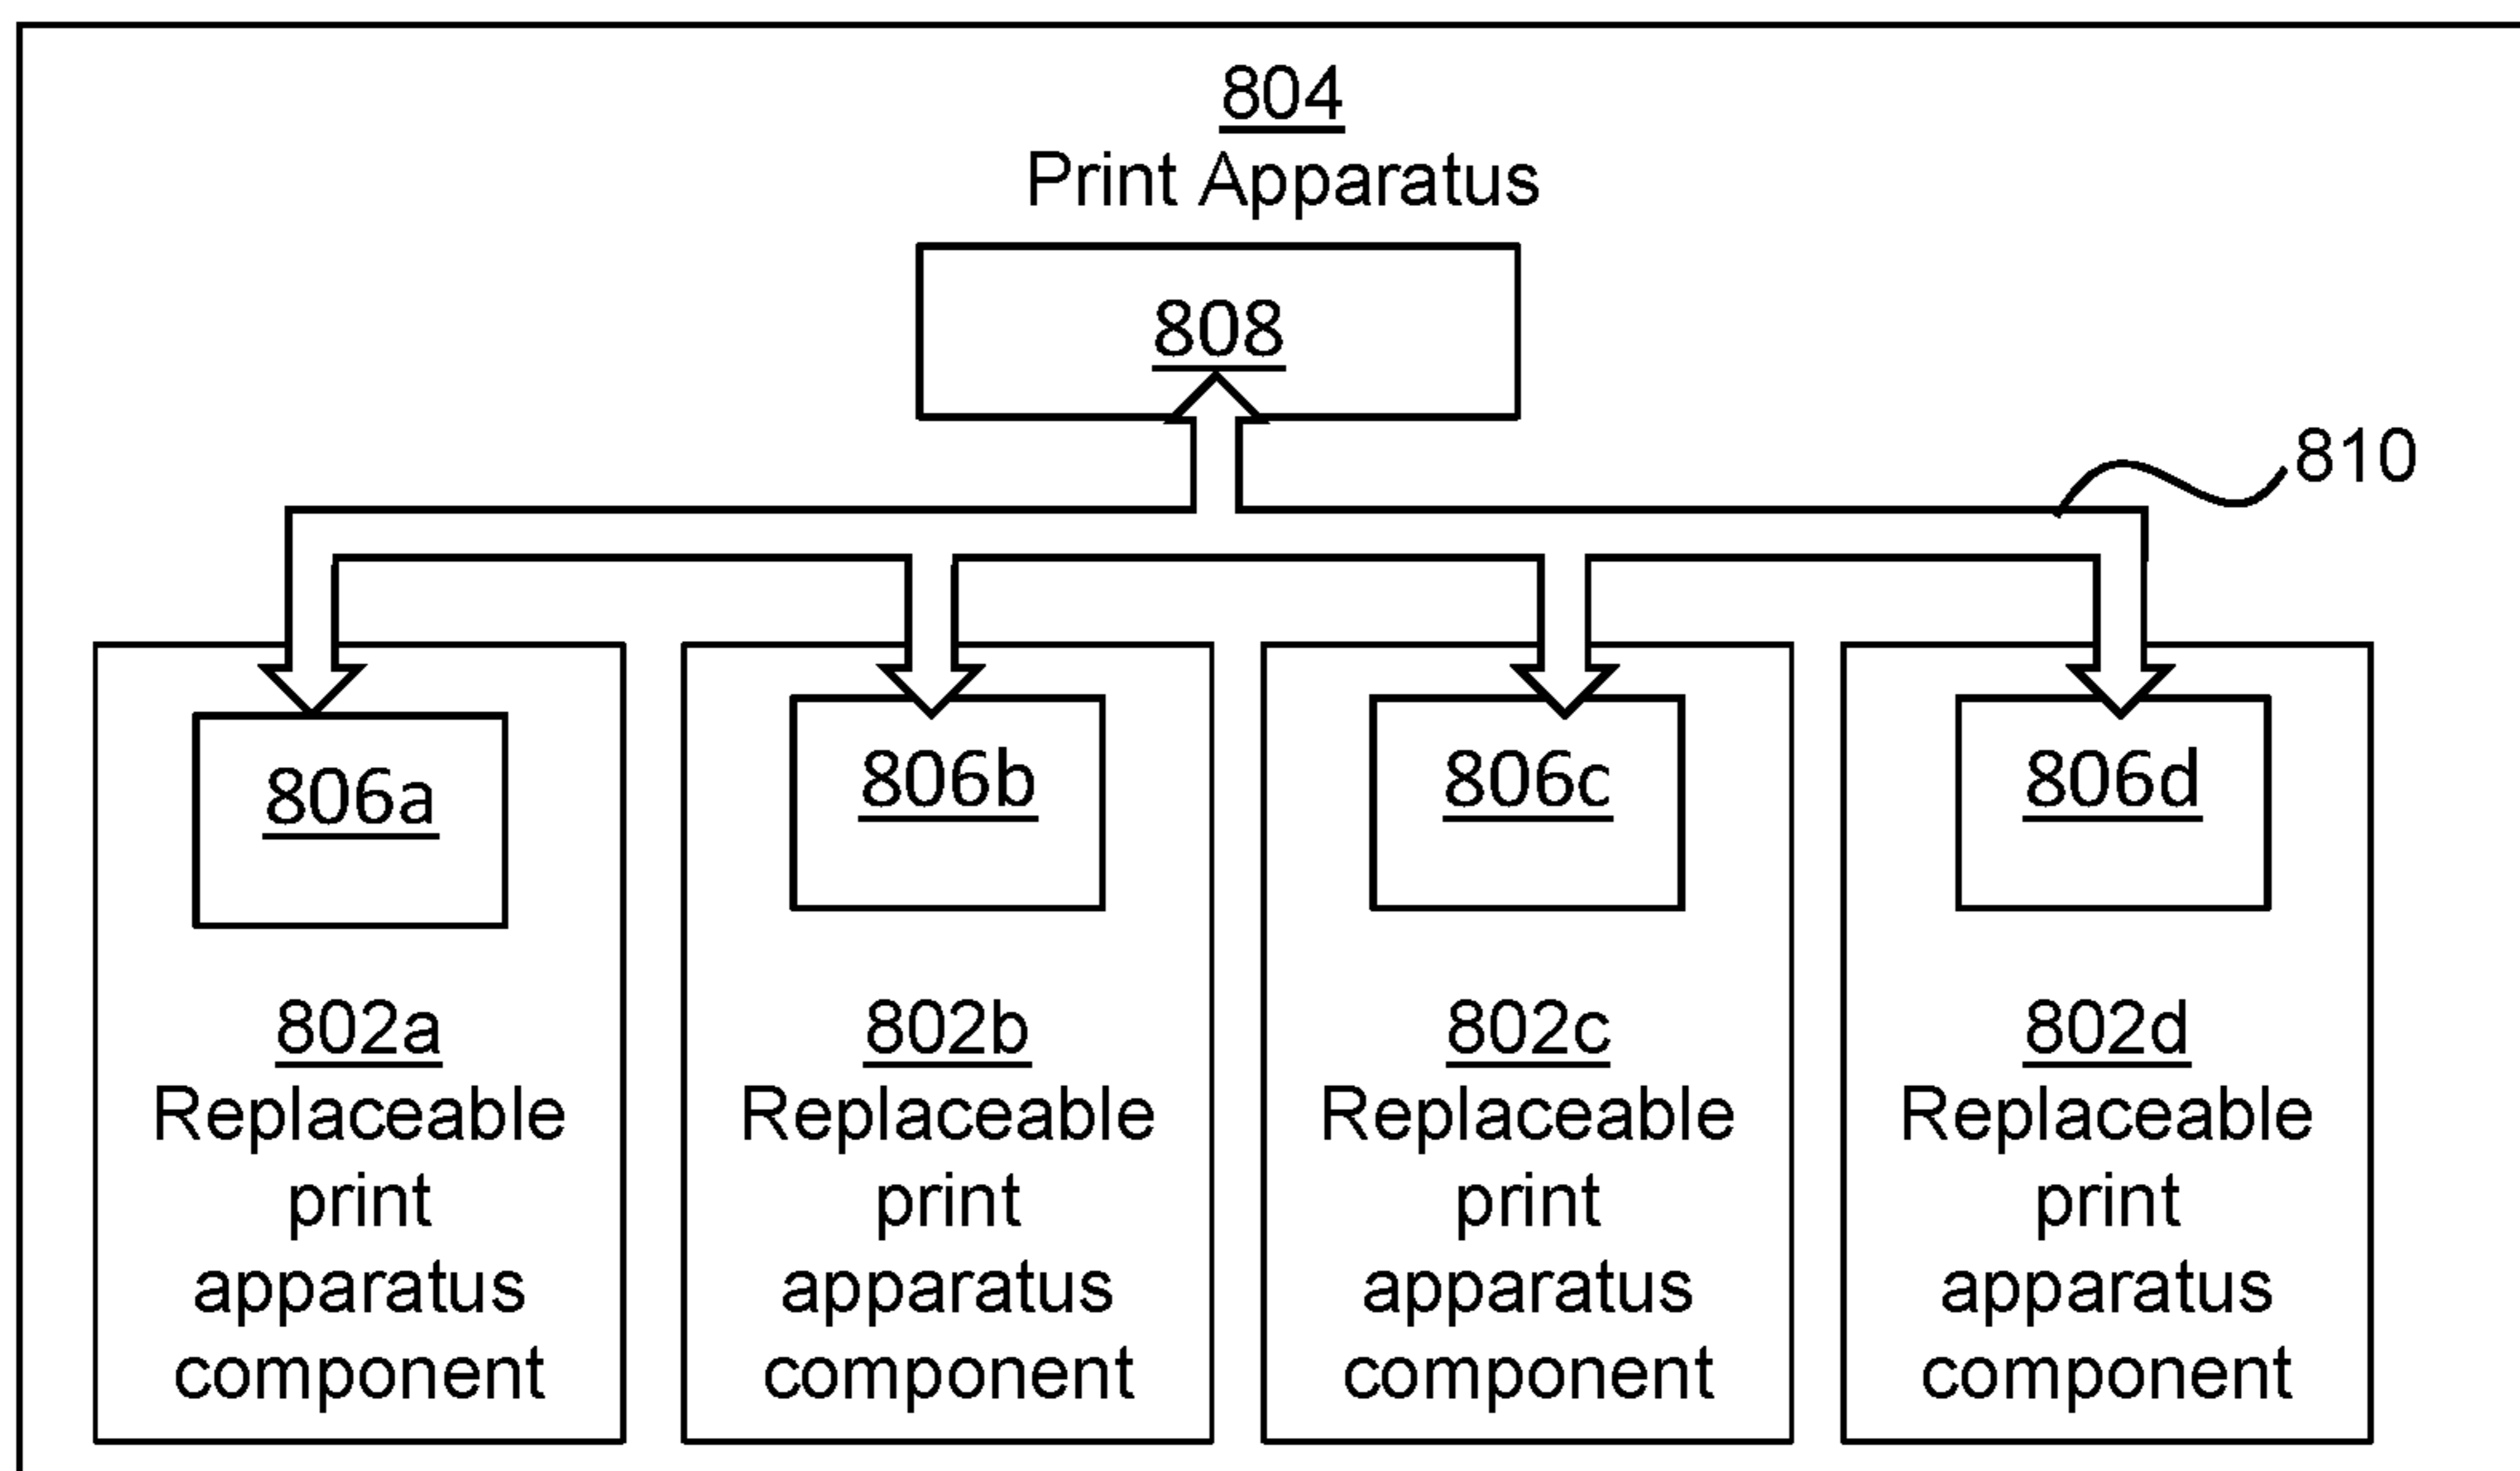 804
Print Apparatus
808
810
806a
806b
806c
806d
802a
Replaceable
print
apparatus
component
802b
Replaceable
print
apparatus
component
802c
Replaceable
print
apparatus
component
802d
Replaceable
print
apparatus
component